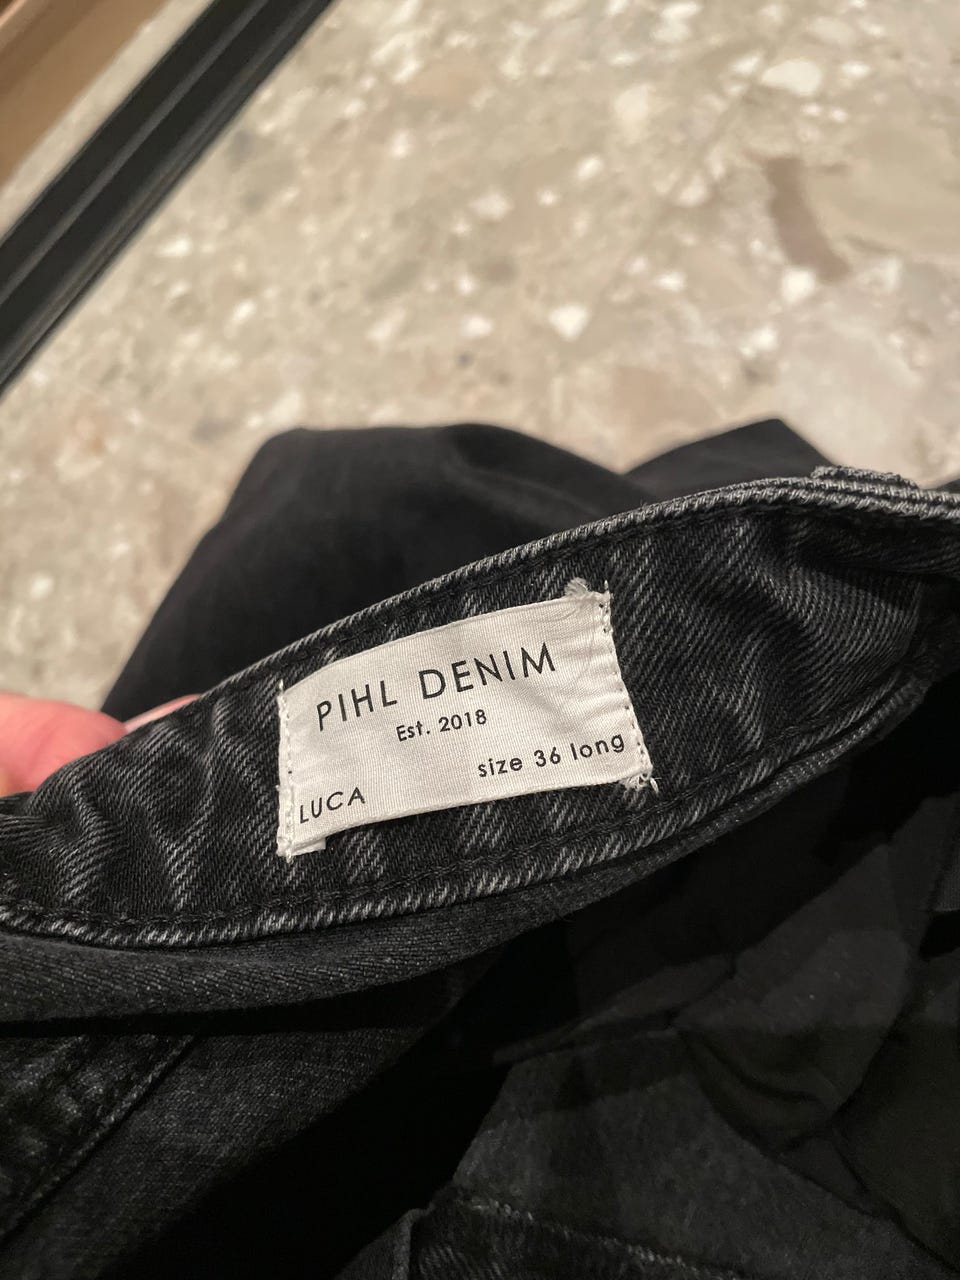 PIHL DENIM
Est. 2018
size 36 long
LUCA